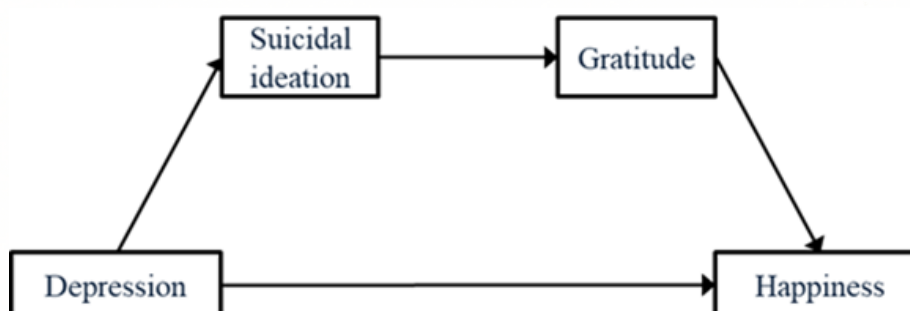 Suicidal
ideation
Gratitude
Depression
Happiness